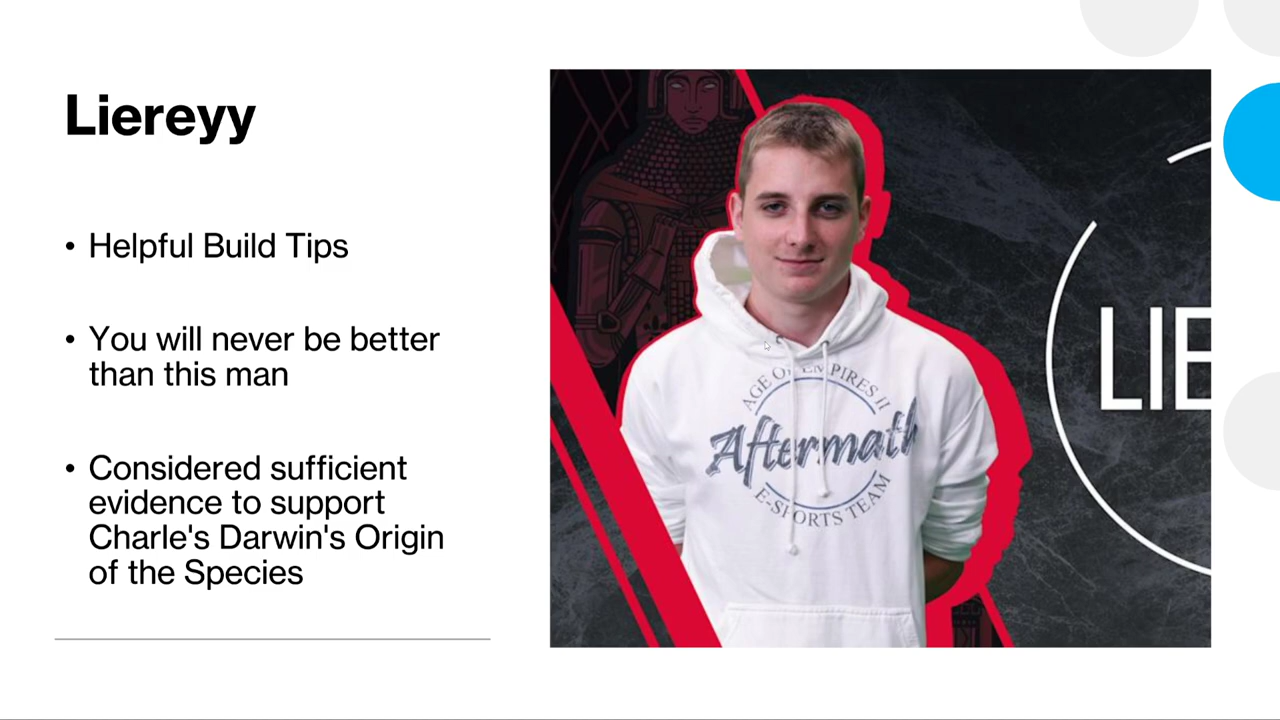 Liereyy
• Helpful Build Tips
• You will never be better
than this man
• Considered sufficient
evidence to support
Charle's Darwin's Origin
of the Species
AGE OF EMPIRES II
Aftermath
E-SPORTS TEAM
LIE